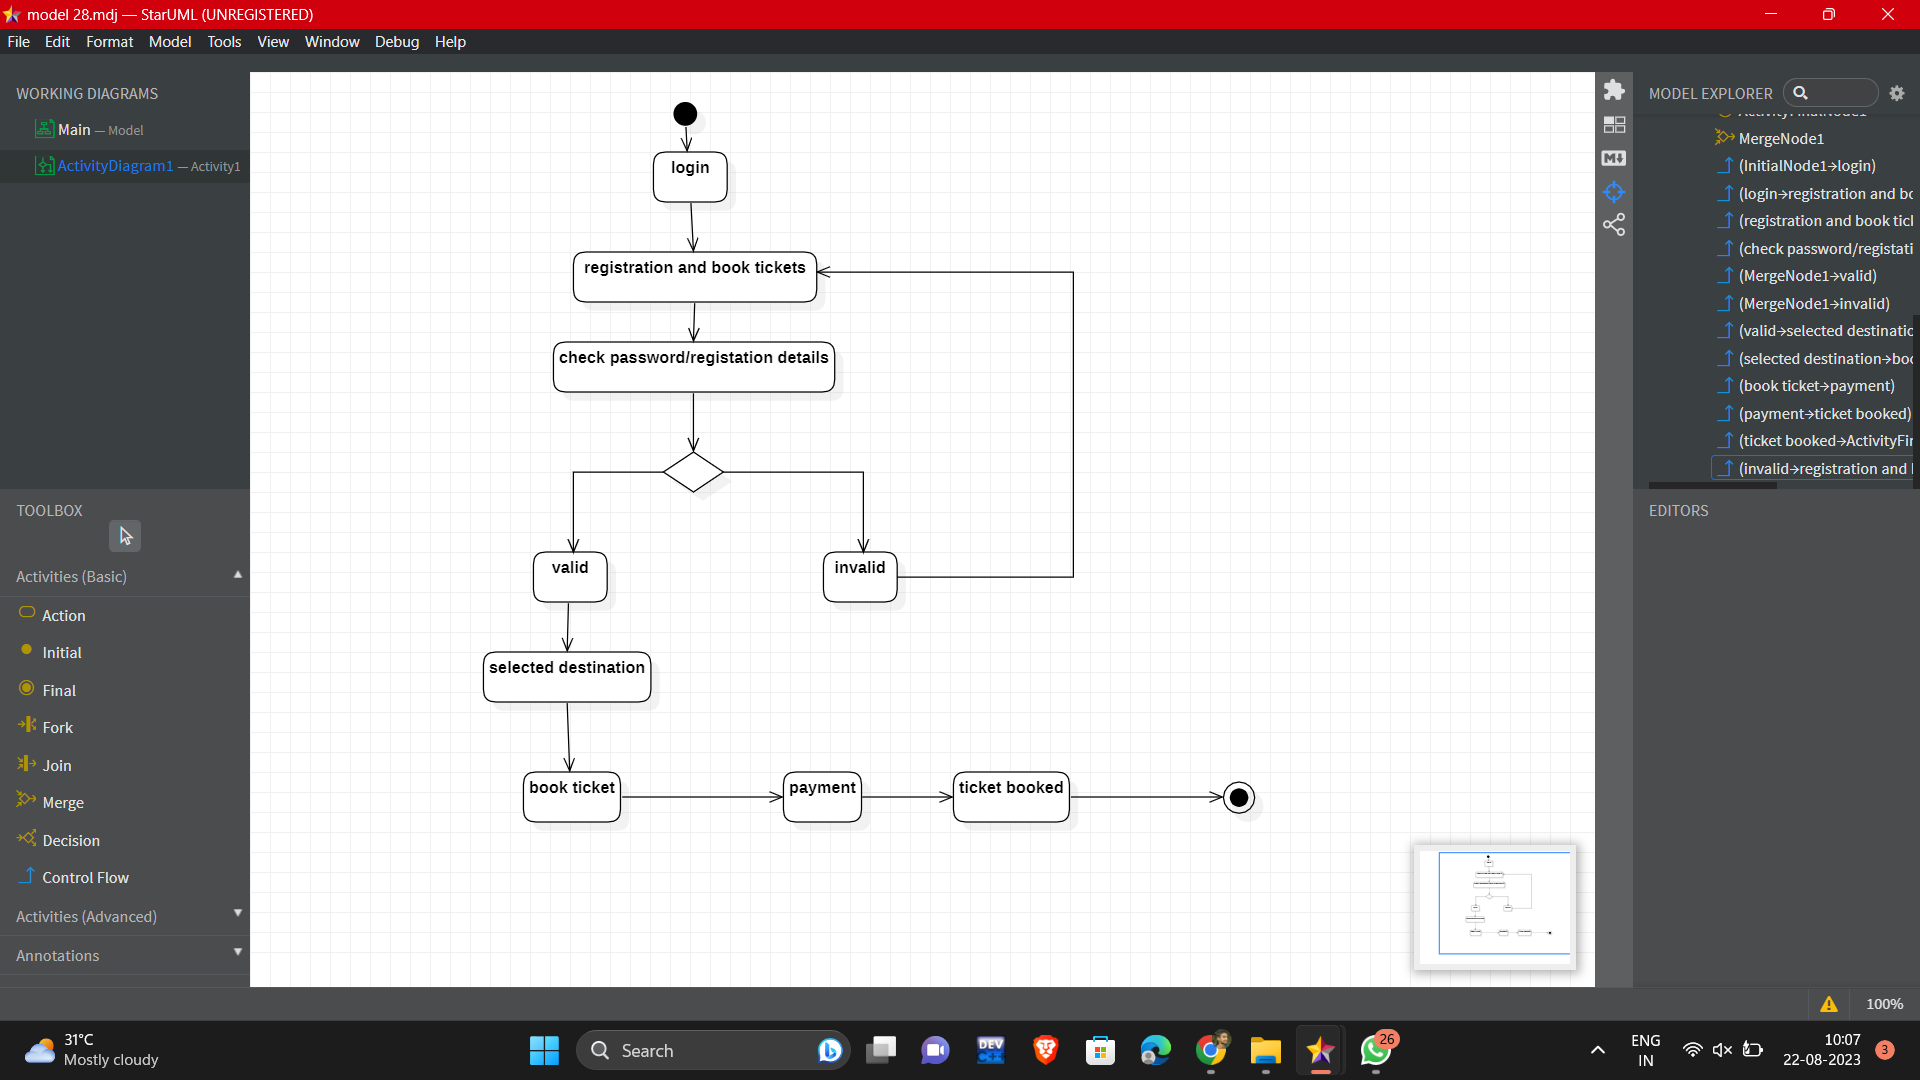 model 28.mdj — StarUML (UNREGISTERED)
File Edit Format Model Tools View Window Debug Help
WORKING DIAGRAMS
Main — Model
ActivityDiagram1 — Activity1
TOOLBOX
Activities (Basic)
Action
Initial
Final
Fork
Join
Merge
Decision
Control Flow
Activities (Advanced)
Annotations
login
registration and book tickets
check password/registation details
valid
invalid
selected destination
book ticket
payment
ticket booked
MODEL EXPLORER
ActivityFinalNode1
MergeNode1
(InitialNode1→login)
(login→registration and bo
(registration and book tick
(check password/registati
(MergeNode1→valid)
(MergeNode1→invalid)
(valid→selected destinatio
(selected destination→boo
(book ticket→payment)
(payment→ticket booked)
(ticket booked→ActivityFin
(invalid→registration and
EDITORS
100%
31°C
Mostly cloudy
Search
DEV
26
ENG
IN
10:07
22-08-2023
3